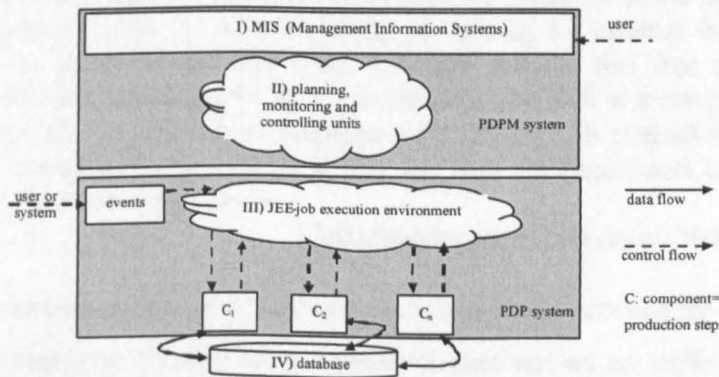 I) MIS (Management Information Systems)
user
II) planning,
monitoring and
controlling units
PDPM system
user or
system
events
III) JEE-job execution environment
data flow
control flow
C₁
C₂
Cₙ
C: component=
production step
PDP system
IV) database